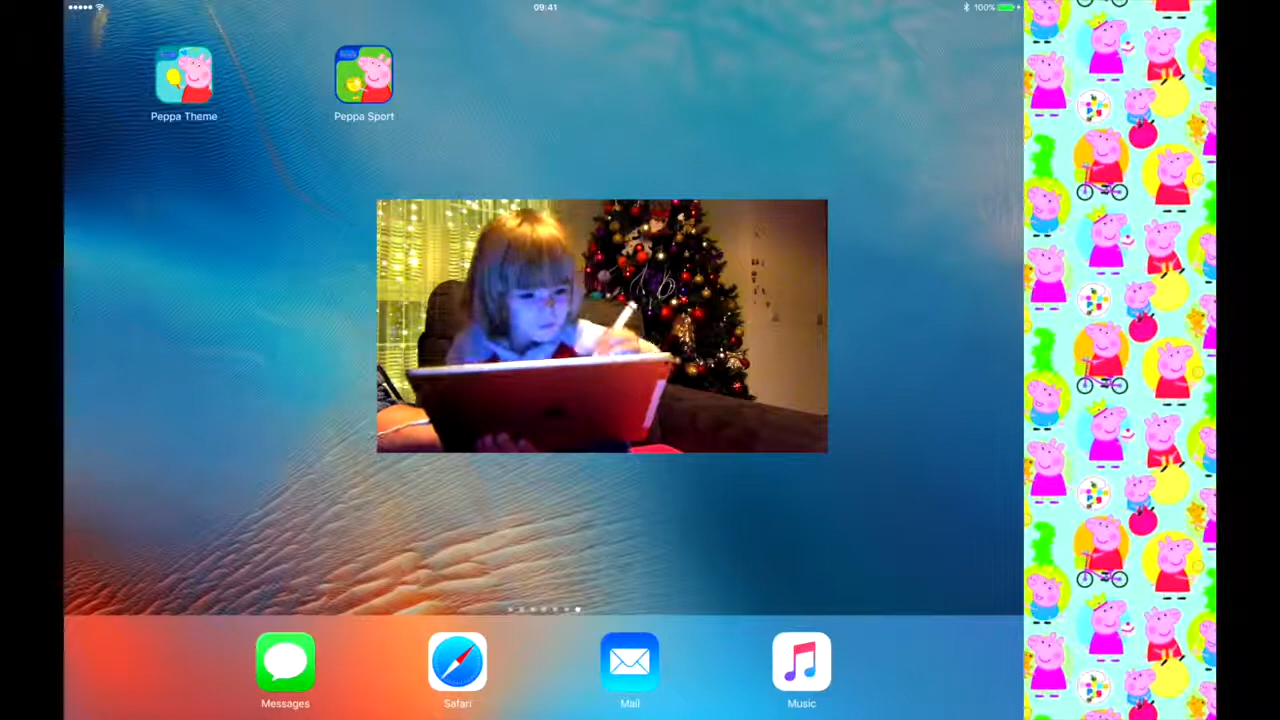 09:41
100%
Peppa Theme
Peppa Sport
Messages
Safari
Mail
Music